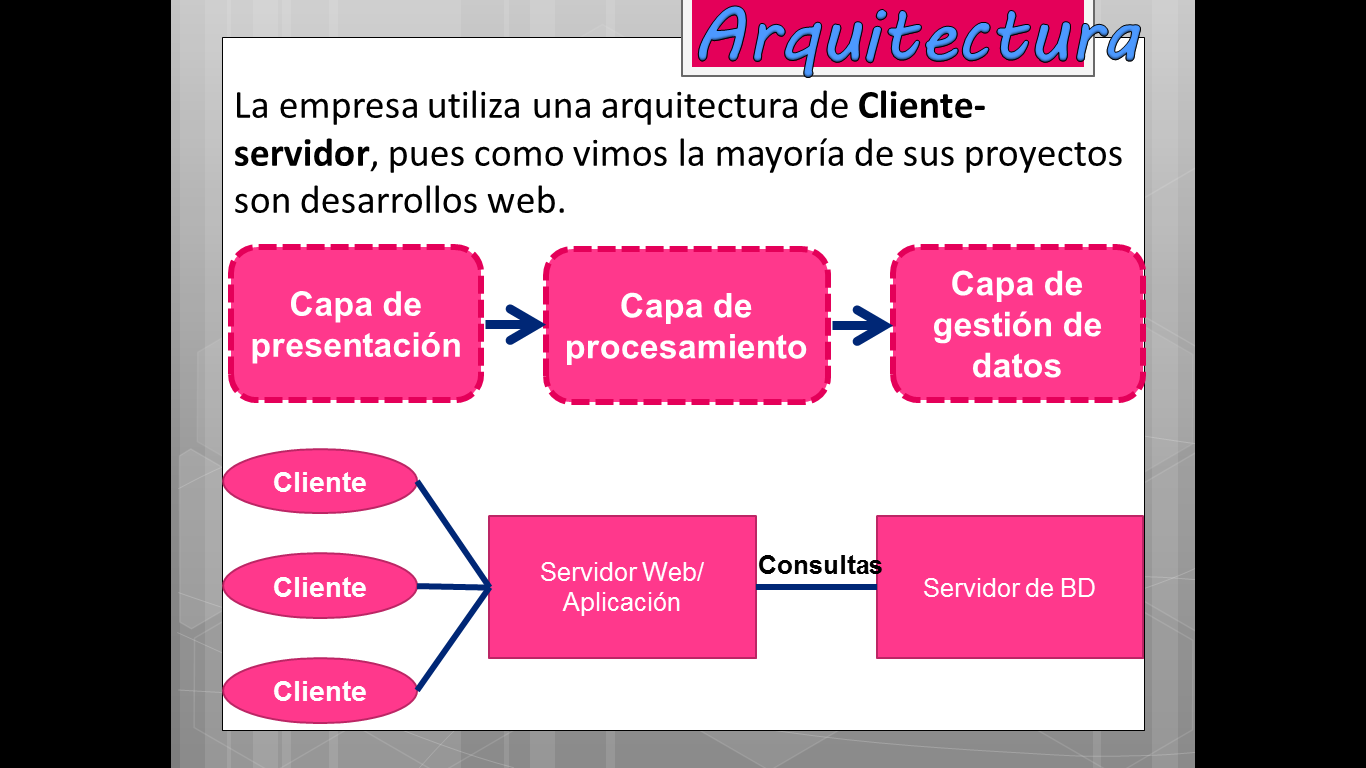 Arquitectura
La empresa utiliza una arquitectura de Cliente-
servidor, pues como vimos la mayoría de sus proyectos
son desarrollos web.
Capa de
presentación
Capa de
procesamiento
Capa de
gestión de
datos
Cliente
Cliente
Cliente
Servidor Web/
Aplicación
Consultas
Servidor de BD